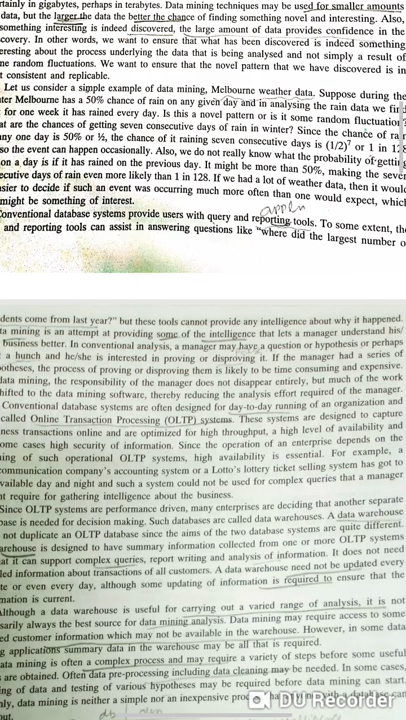 tainly in gigabytes, perhaps in terabytes. Data mining techniques may be used for smaller amounts
data, but the larger the data the better the chance of finding something novel and interesting. Also,
something interesting is indeed discovered, the large amount of data provides confidence in the
covery. In other words, we want to ensure that what has been discovered is indeed something
eresting about the process underlying the data that is being analysed and not simply a result of
ne random fluctuations. We want to ensure that the novel pattern that we have discovered is in
t consistent and replicable.
Let us consider a simple example of data mining, Melbourne weather data. Suppose during the
ter Melbourne has a 50% chance of rain on any given day and in analysing the rain data we fi
for one week it has rained every day. Is this a novel pattern or is it some random fluctuation?
at are the chances of getting seven consecutive days of rain in winter? Since the chance of ra
ny one day is 50% or ½, the chance of it raining seven consecutive days is (1/2)⁷ or 1 in 128
so the event can happen occasionally. Also, we do not really know what the probability of getti
on a day is if it has rained on the previous day. It might be more than 50%, making the seve
ecutive days of rain even more likely than 1 in 128. If we had a lot of weather data, then it would
sier to decide if such an event was occurring much more often than one would expect, which
might be something of interest.
Conventional database systems provide users with query and reporting tools. To some extent, the
and reporting tools can assist in answering questions like "where did the largest number o
dents come from last year?" but these tools cannot provide any intelligence about why it happened.
ta mining is an attempt at providing some of the intelligence that lets a manager understand his/
business better. In conventional analysis, a manager may have a question or hypothesis or perhaps
a hunch and he/she is interested in proving or disproving it. If the manager had a series of
potheses, the process of proving or disproving them is likely to be time consuming and expensive.
data mining, the responsibility of the manager does not disappear entirely, but much of the work
hifted to the data mining software, thereby reducing the analysis effort required of the manager.
Conventional database systems are often designed for day-to-day running of an organization and
called Online Transaction Processing (OLTP) systems. These systems are designed to capture
ness transactions online and are optimized for high throughput, a high level of availability and
ome cases high security of information. Since the operation of an enterprise depends on the
ing of such operational OLTP systems, high availability is essential. For example, a
communication company's accounting system or a Lotto's lottery ticket selling system has got to
vailable day and night and such a system could not be used for complex queries that a manager
t require for gathering intelligence about the business.
Since OLTP systems are performance driven, many enterprises are deciding that another separate
base is needed for decision making. Such databases are called data warehouses. A data warehouse
not duplicate an OLTP database since the aims of the two database systems are quite different.
arehouse is designed to have summary information collected from one or more OLTP systems
at it can support complex queries, report writing and analysis of information. It does not need
led information about transactions of all customers. A data warehouse need not be updated every
te or even every day, although some updating of information is required to ensure that the
mation is current.
Although a data warehouse is useful for carrying out a varied range of analysis, it is not
sarily always the best source for data mining analysis. Data mining may require access to some
ed customer information which may not be available in the warehouse. However, in some data
g applications summary data in the warehouse may be all that is required.
ata mining is often a complex process and may require a variety of steps before some useful
are obtained. Often data pre-processing including data cleaning may be needed. In some cases,
ing of data and testing of various hypotheses may be required before data mining can start.
nly, data mining is neither a simple nor an inexpensive
DU Recorder